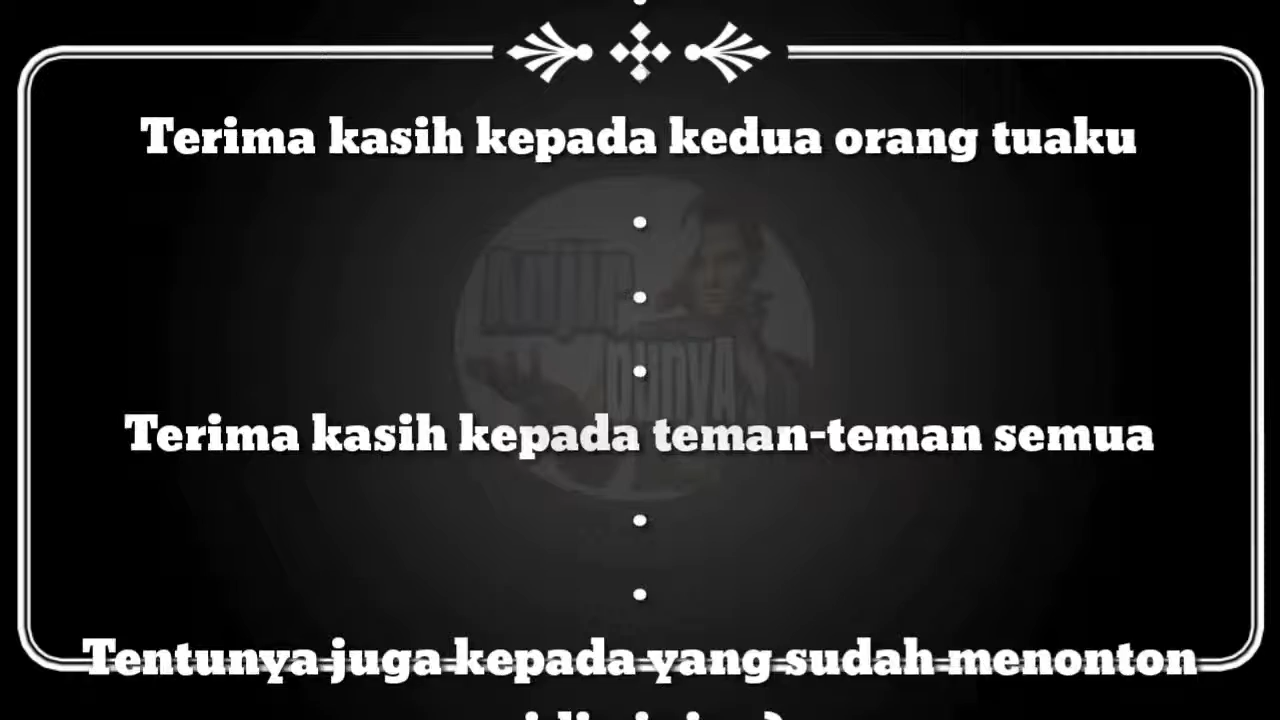 Terima kasih kepada kedua orang tuaku
•
•
•
Terima kasih kepada teman-teman semua
•
•
Tentunya juga kepada yang sudah menonton